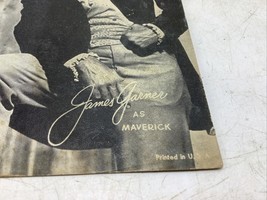 James Garner
AS
MAVERICK
Printed in U.S.A.